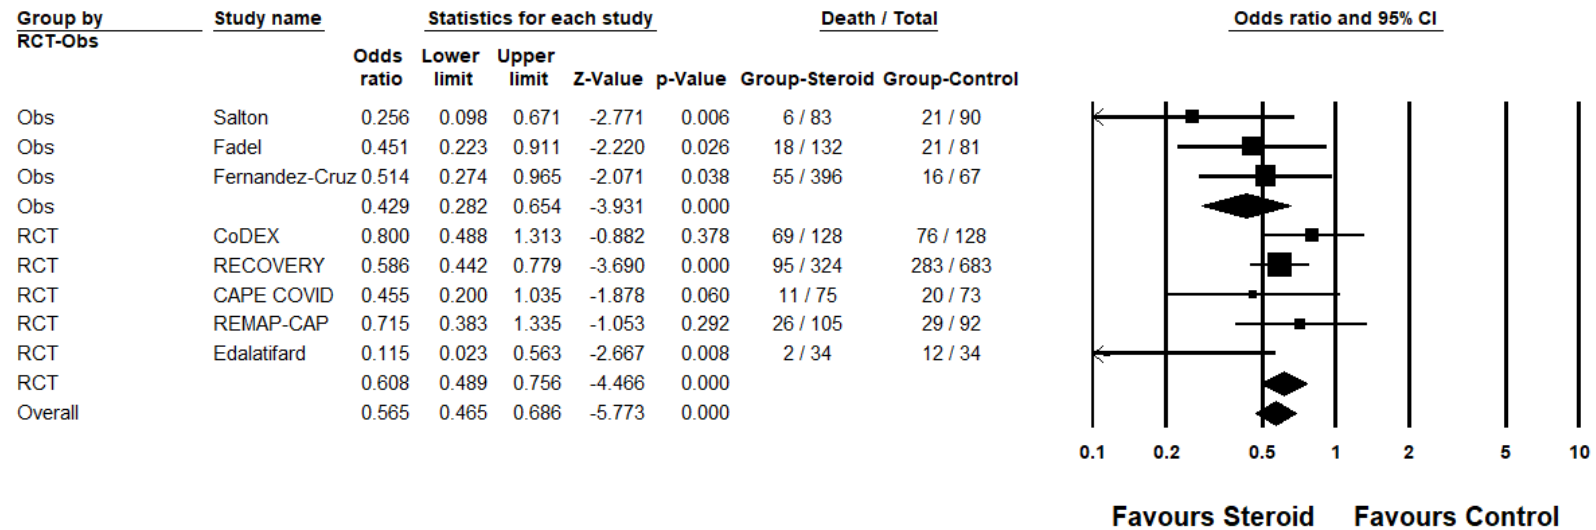 Group by Study name Statistics for each study Death / Total Odds ratio and 95% CI
RCT-Obs
Odds ratio Lower limit Upper limit Z-Value p-Value Group-Steroid Group-Control
Obs Salton 0.256 0.098 0.671 -2.771 0.006 6 / 83 21 / 90
Obs Fadel 0.451 0.223 0.911 -2.220 0.026 18 / 132 21 / 81
Obs Fernandez-Cruz 0.514 0.274 0.965 -2.071 0.038 55 / 396 16 / 67
Obs 0.429 0.282 0.654 -3.931 0.000
RCT CoDEX 0.800 0.488 1.313 -0.882 0.378 69 / 128 76 / 128
RCT RECOVERY 0.586 0.442 0.779 -3.690 0.000 95 / 324 283 / 683
RCT CAPE COVID 0.455 0.200 1.035 -1.878 0.060 11 / 75 20 / 73
RCT REMAP-CAP 0.715 0.383 1.335 -1.053 0.292 26 / 105 29 / 92
RCT Edalatifard 0.115 0.023 0.563 -2.667 0.008 2 / 34 12 / 34
RCT 0.608 0.489 0.756 -4.466 0.000
Overall 0.565 0.465 0.686 -5.773 0.000
0.1 0.2 0.5 1 2 5 10
Favours Steroid Favours Control